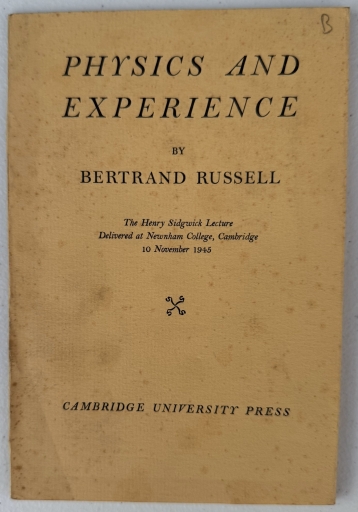 B
PHYSICS AND
EXPERIENCE
BY
BERTRAND RUSSELL
The Henry Sidgwick Lecture
Delivered at Newnham College, Cambridge
10 November 1945
CAMBRIDGE UNIVERSITY PRESS